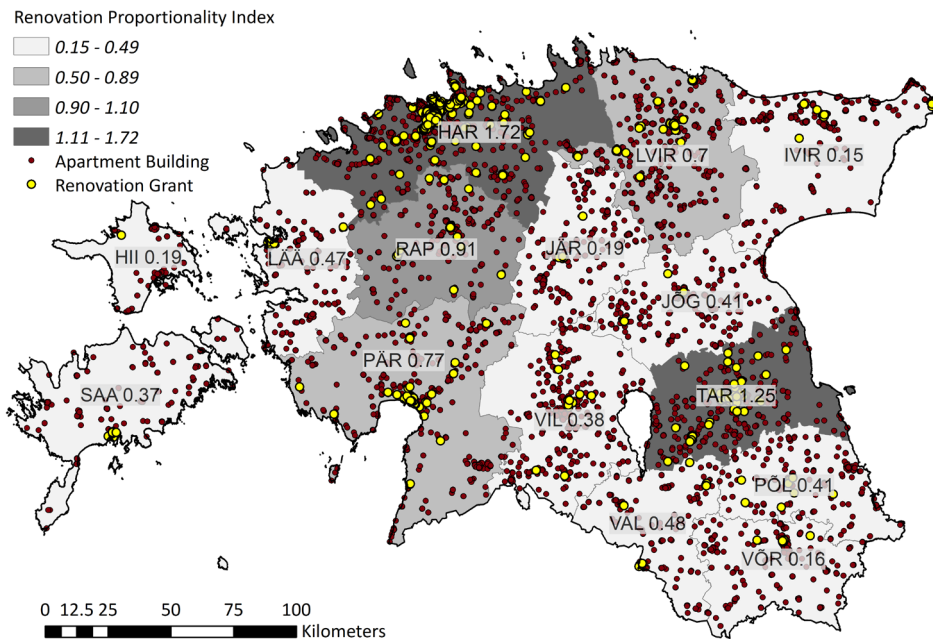 Renovation Proportionality Index
0.15 - 0.49
0.50 - 0.89
0.90 - 1.10
1.11 - 1.72
Apartment Building
Renovation Grant
HAR 1.72
LVIR 0.7
IVIR 0.15
HII 0.19
LÄÄ 0.47
RAP 0.91
JÄR 0.19
JÕG 0.41
SAA 0.37
PÄR 0.77
VIL 0.38
TAR 1.25
PÕL 0.41
VAL 0.48
VÕR 0.16
0 12.5 25 50 75 100
Kilometers